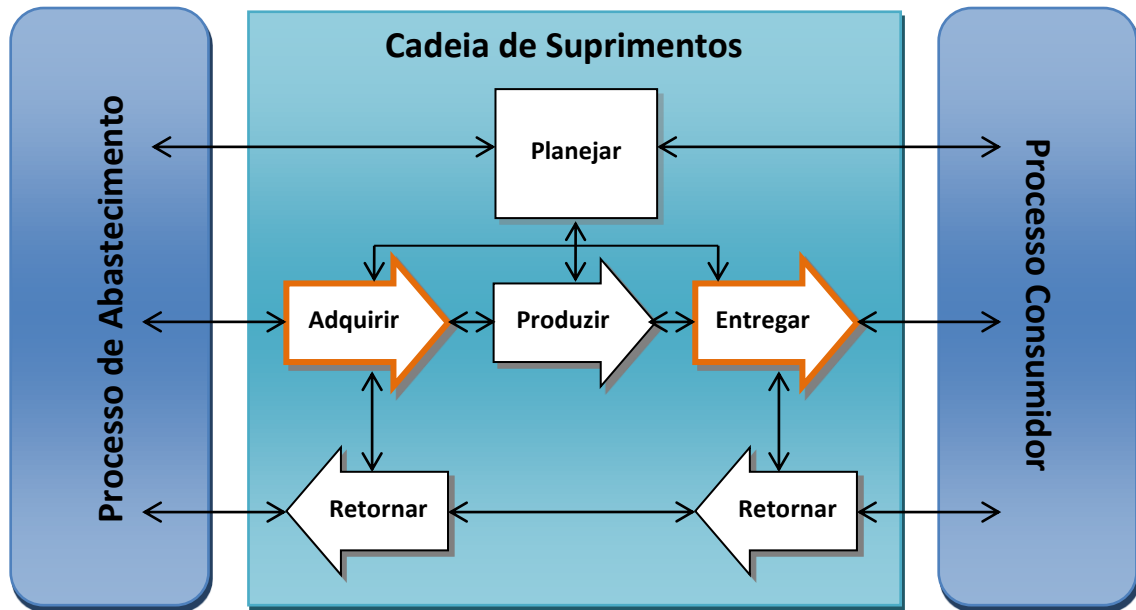 Cadeia de Suprimentos
Processo de Abastecimento
Planejar
Processo Consumidor
Adquirir
Produzir
Entregar
Retornar
Retornar